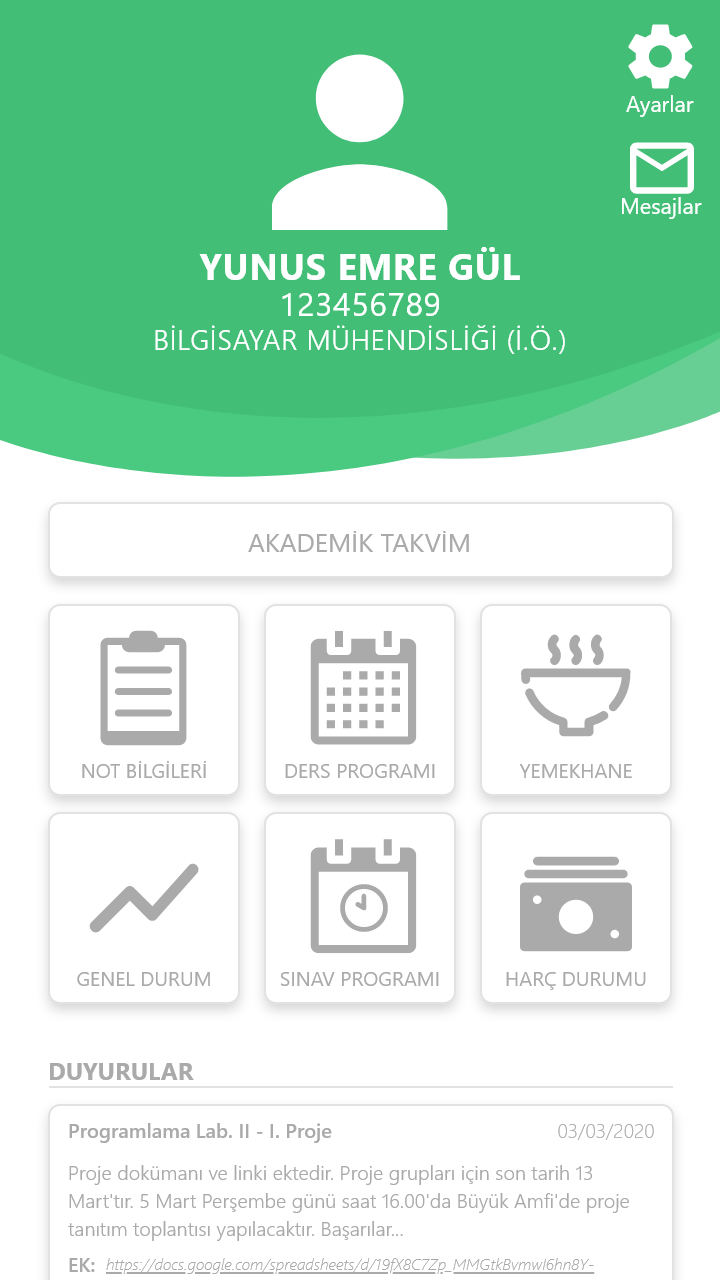 Ayarlar
Mesajlar
YUNUS EMRE GÜL
123456789
BİLGİSAYAR MÜHENDİSLİĞİ (İ.Ö.)
AKADEMİK TAKVİM
NOT BİLGİLERİ
DERS PROGRAMI
YEMEKHANE
GENEL DURUM
SINAV PROGRAMI
HARÇ DURUMU
DUYURULAR
Programlama Lab. II - I. Proje 03/03/2020
Proje dokümanı ve linki ektedir. Proje grupları için son tarih 13
Mart'tır. 5 Mart Perşembe günü saat 16.00'da Büyük Amfi'de proje
tanıtım toplantısı yapılacaktır. Başarılar...
EK: https://docs.google.com/spreadsheets/d/19fX8C7Zp_MMGtkBvmwI6hn8Y-